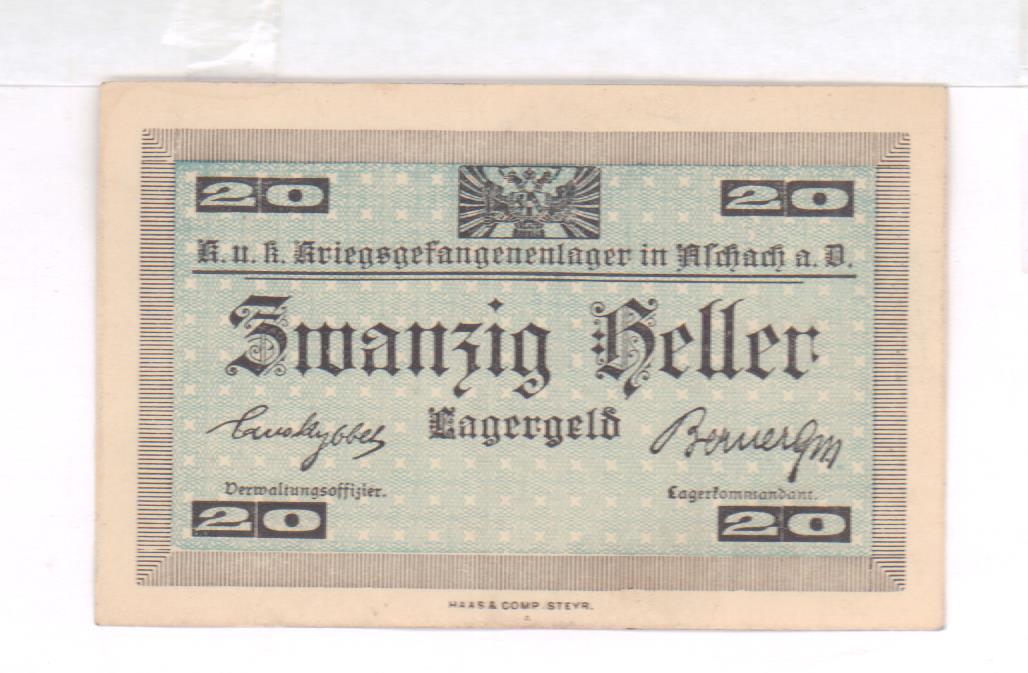 20 20
K. u. k. Kriegsgefangenenlager in Aschach a. D.
Zwanzig Heller
Lagergeld
Verwaltungsoffizier. Lagerkommandant.
20 20
HAAS & COMP. STEYR.